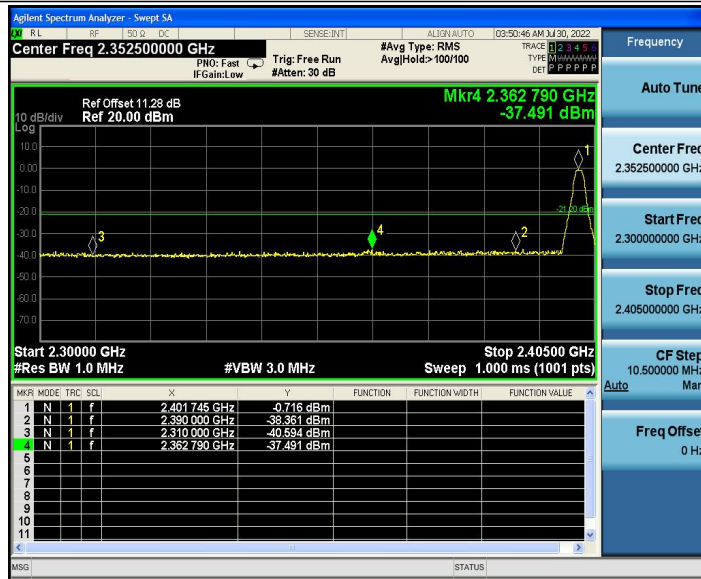 Agilent Spectrum Analyzer - Swept SA
LXI RL RF 50 Ω DC SENSE:INT ALIGN AUTO 03:50:46 AM Jul 30, 2022
Center Freq 2.352500000 GHz
PNO: Fast
IFGain:Low
Trig: Free Run
#Atten: 30 dB
#Avg Type: RMS
Avg|Hold:>100/100
TRACE 1 2 3 4 5 6
TYPE M
DET P P P P P P
Ref Offset 11.28 dB
10 dB/div Ref 20.00 dBm
Log
Mkr4 2.362 790 GHz
-37.491 dBm
10.0
0.00
-10.0
-20.0
-30.0
-40.0
-50.0
-60.0
-70.0
1
-21.20 dBm
2
3
4
Start 2.30000 GHz Stop 2.40500 GHz
#Res BW 1.0 MHz #VBW 3.0 MHz Sweep 1.000 ms (1001 pts)
MKR MODE TRC SCL X Y FUNCTION FUNCTION WIDTH FUNCTION VALUE
1 N 1 f 2.401 745 GHz -0.716 dBm
2 N 1 f 2.390 000 GHz -38.361 dBm
3 N 1 f 2.310 000 GHz -40.594 dBm
4 N 1 f 2.362 790 GHz -37.491 dBm
5
6
7
8
9
10
11
MSG STATUS
Frequency
Auto Tune
Center Freq
2.352500000 GHz
Start Freq
2.300000000 GHz
Stop Freq
2.405000000 GHz
CF Step
10.500000 MHz
Auto Man
Freq Offset
0 Hz